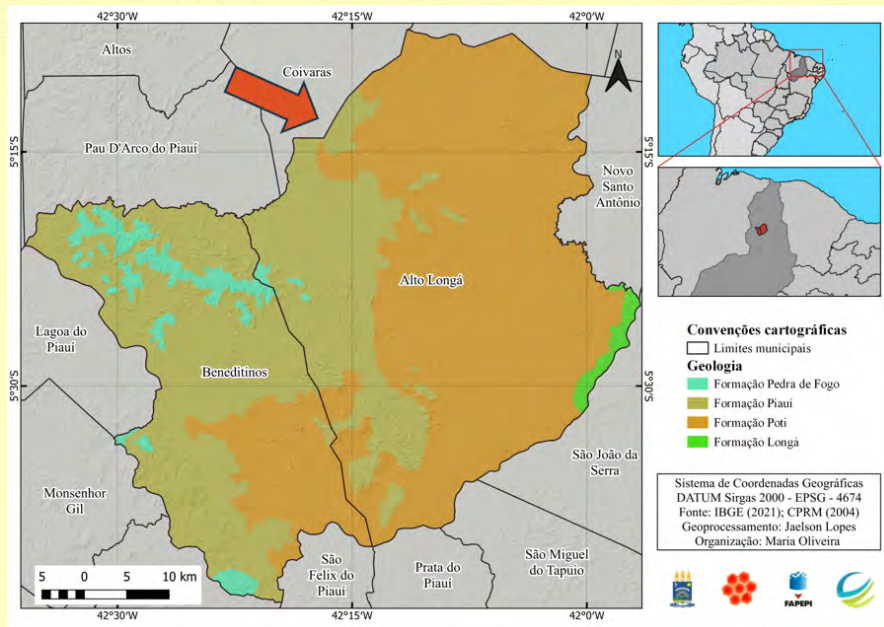 42°30'W
42°15'W
42°0'W
Altos
Coivaras
N
Pau D'Arco do Piauí
5°15'S
5°15'S
Novo
Santo
Antônio
Alto Longá
Lagoa do
Piauí
Beneditinos
5°30'S
5°30'S
São João da
Serra
Monsenhor
Gil
São
Felix do
Piauí
Prata do
Piauí
São Miguel
do Tapuio
5 0 5 10 km
42°30'W
42°15'W
42°0'W
Convenções cartográficas
Limites municipais
Geologia
Formação Pedra de Fogo
Formação Piauí
Formação Poti
Formação Longá
Sistema de Coordenadas Geográficas
DATUM Sirgas 2000 - EPSG - 4674
Fonte: IBGE (2021); CPRM (2004)
Geoprocessamento: Jaelson Lopes
Organização: Maria Oliveira
FAPEPI